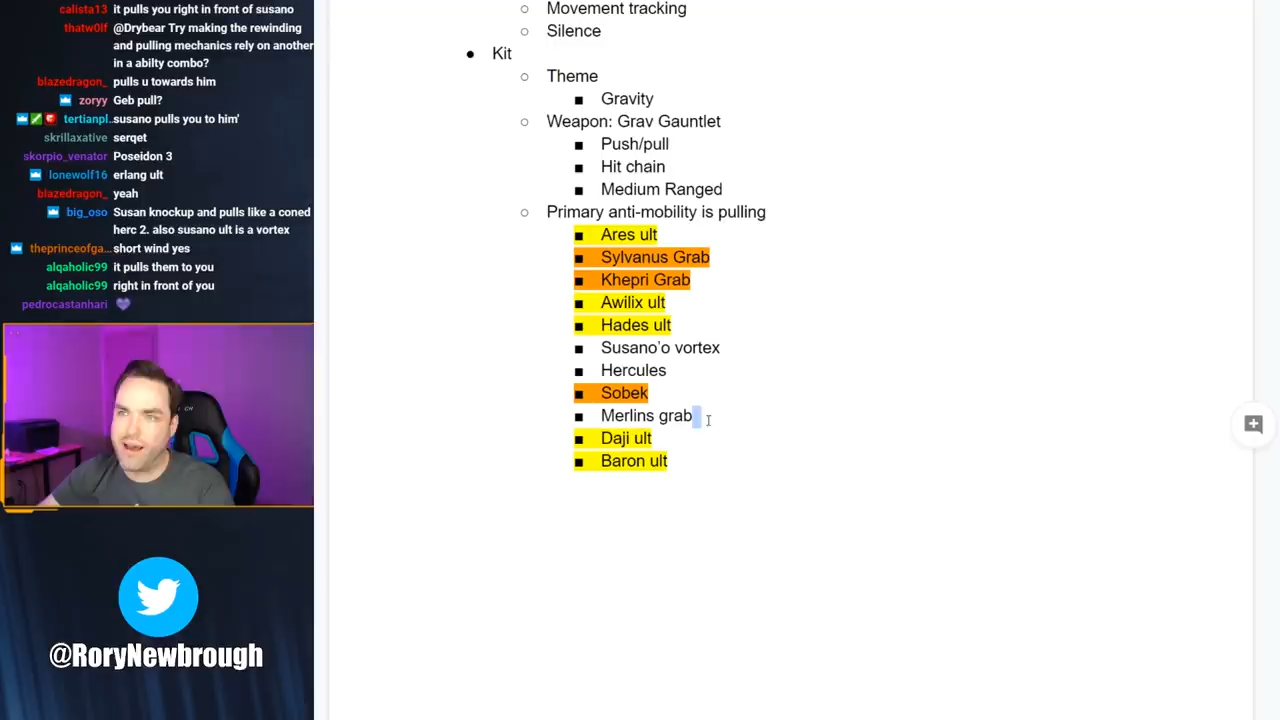 calista13 it pulls you right in front of susano
thatw0lf @Drybear Try making the rewinding
and pulling mechanics rely on another
in a abilty combo?
blazedragon_ pulls u towards him
zoryy Geb pull?
tertianpl... susano pulls you to him'
skrillaxative serqet
skorpio_venator Poseidon 3
lonewolf16 erlang ult
blazedragon_ yeah
big_oso Susan knockup and pulls like a coned
herc 2. also susano ult is a vortex
theprinceofga... short wind yes
alqaholic99 it pulls them to you
alqaholic99 right in front of you
pedrocastanhari
@RoryNewbrough
Movement tracking
Silence
Kit
Theme
Gravity
Weapon: Grav Gauntlet
Push/pull
Hit chain
Medium Ranged
Primary anti-mobility is pulling
Ares ult
Sylvanus Grab
Khepri Grab
Awilix ult
Hades ult
Susano'o vortex
Hercules
Sobek
Merlins grab
Daji ult
Baron ult